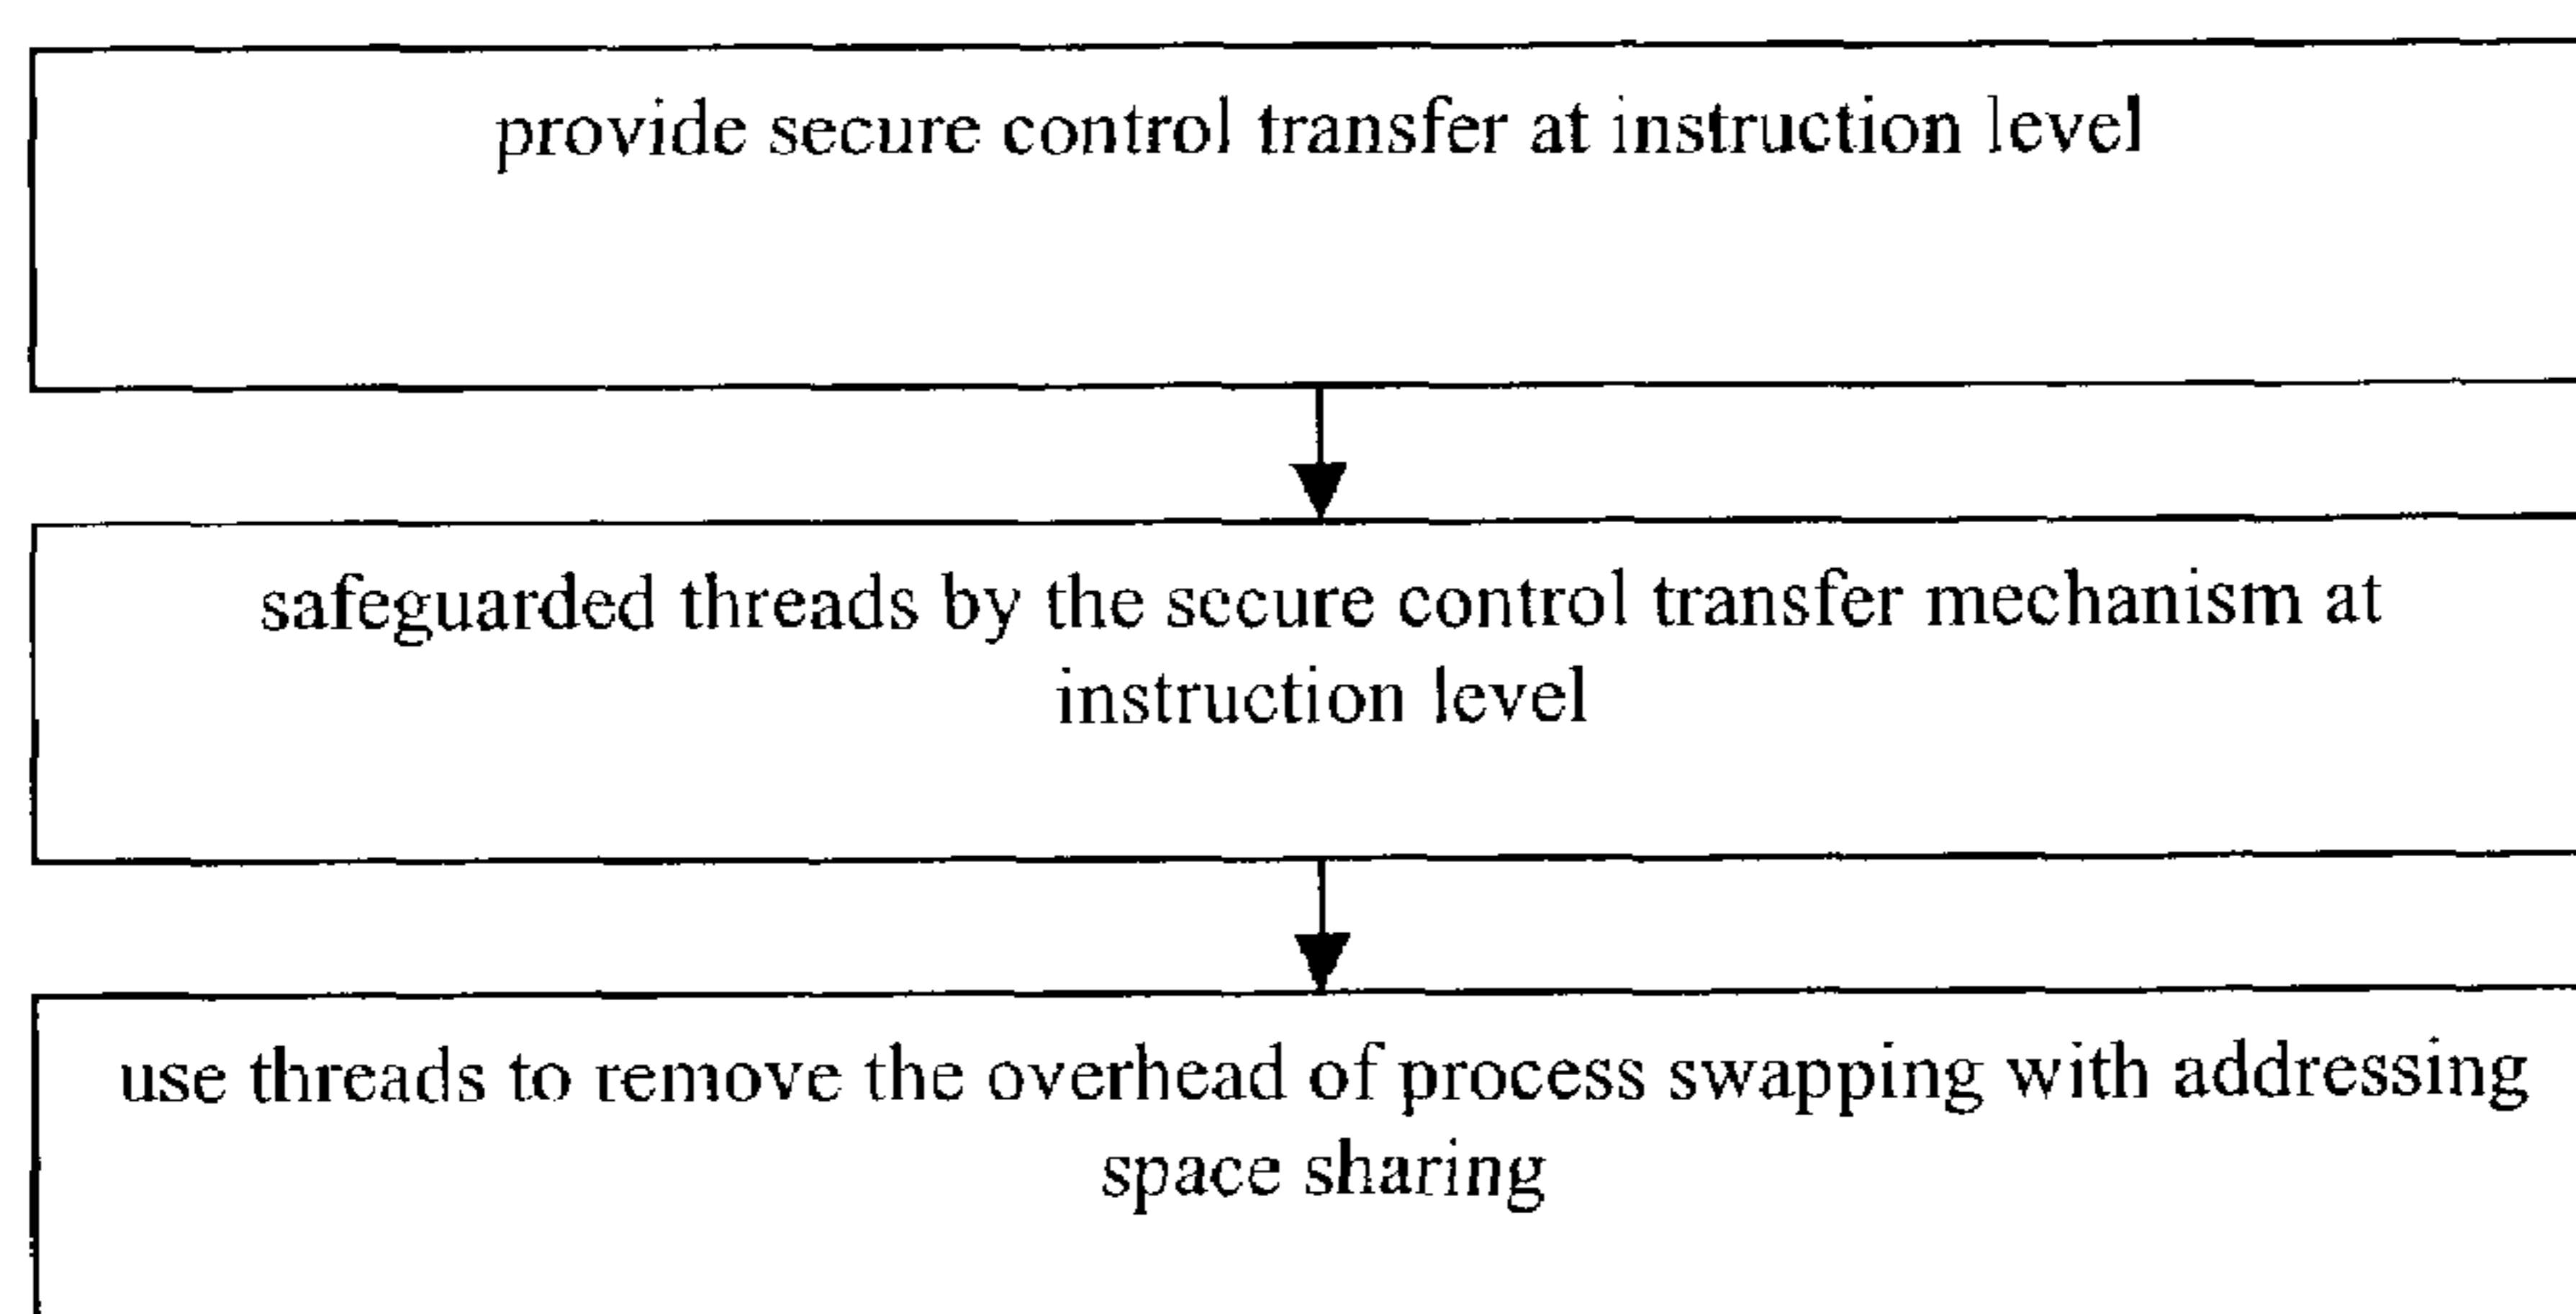 provide secure control transfer at instruction level
safeguarded threads by the secure control transfer mechanism at
instruction level
use threads to remove the overhead of process swapping with addressing
space sharing